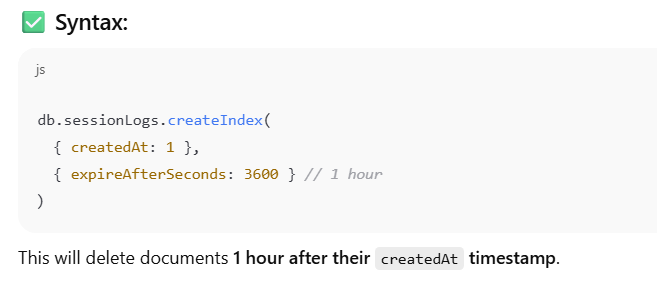 ✅ Syntax:
js
db.sessionLogs.createIndex(
{ createdAt: 1 },
{ expireAfterSeconds: 3600 } // 1 hour
)
This will delete documents 1 hour after their createdAt timestamp.